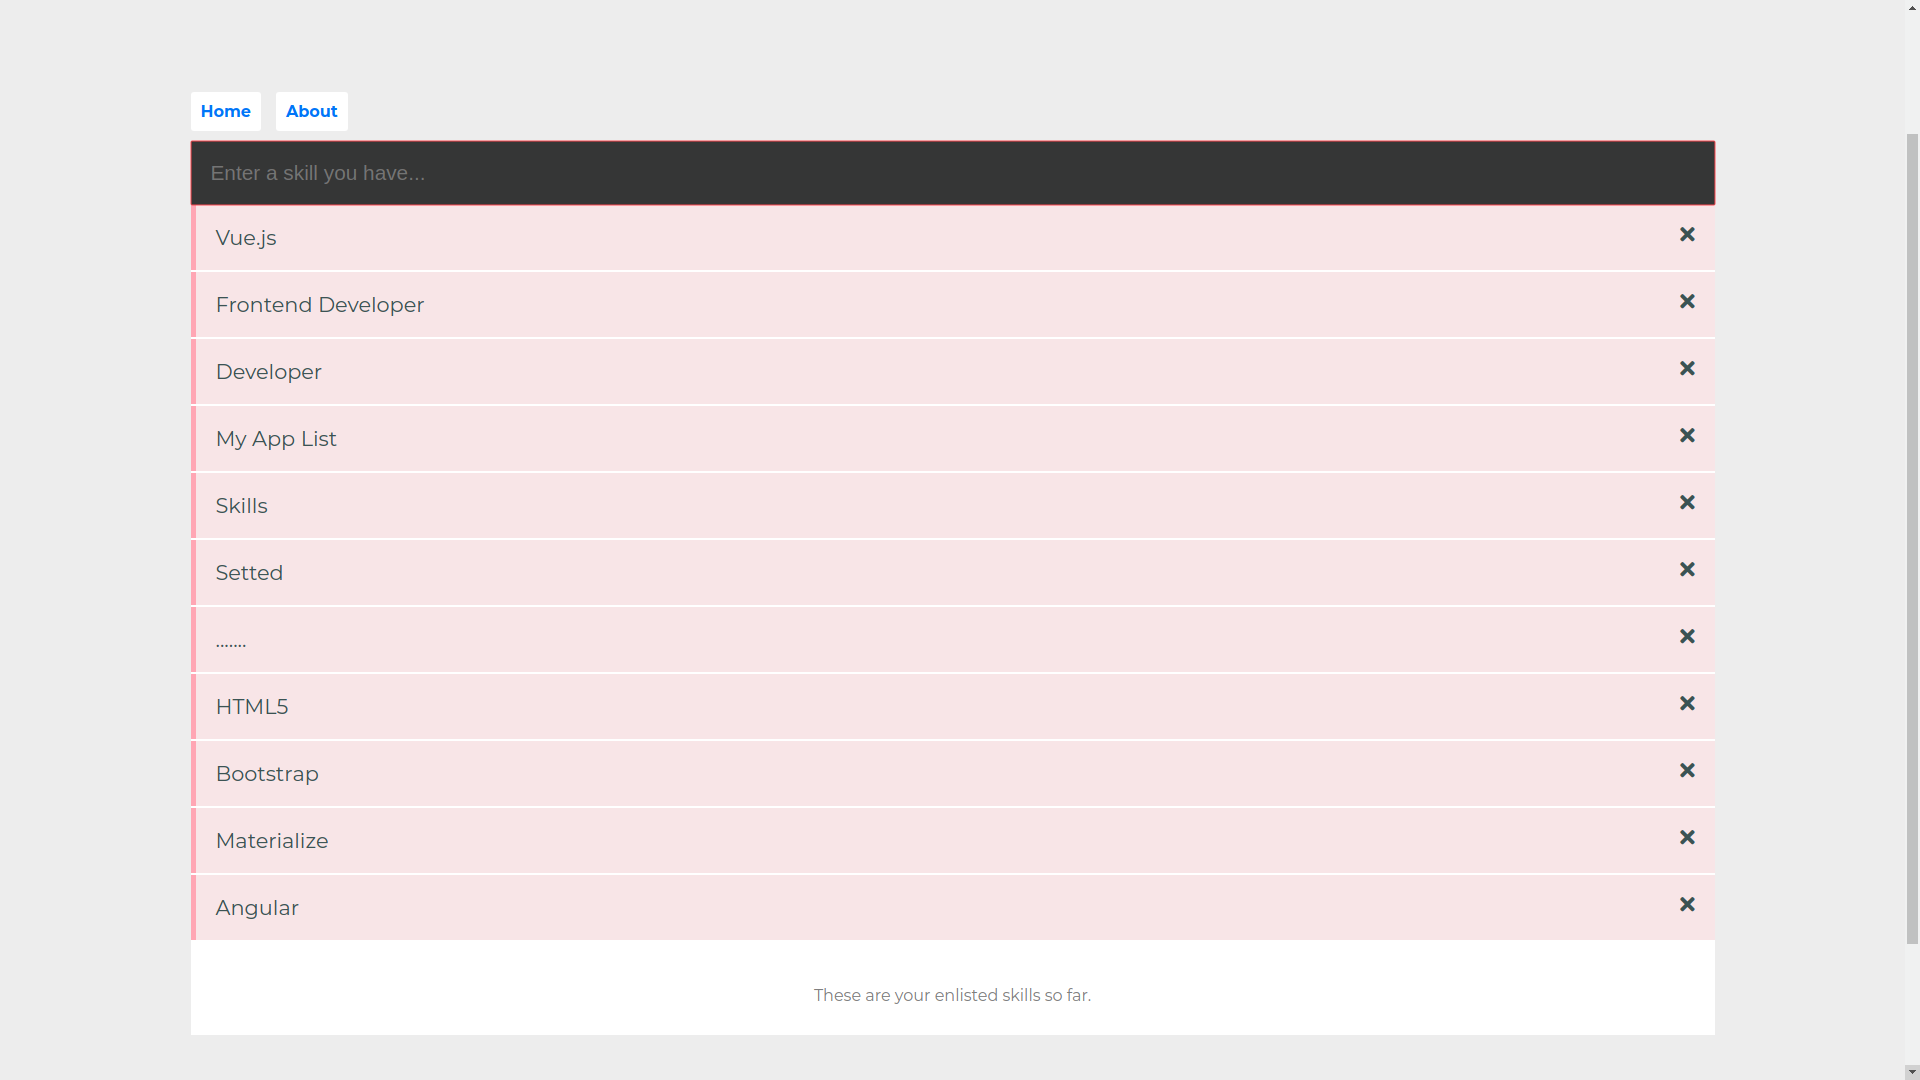 Home About
Enter a skill you have...
Vue.js
Frontend Developer
Developer
My App List
Skills
Setted
.......
HTML5
Bootstrap
Materialize
Angular
These are your enlisted skills so far.